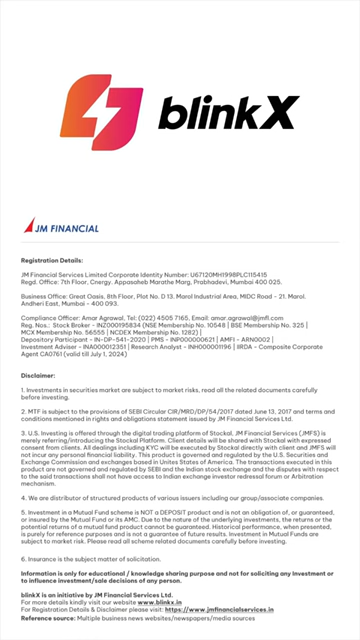 blinkX
JM FINANCIAL
Registration Details:
JM Financial Services Limited Corporate Identity Number: U67120MH1998PLC115415
Regd. Office: 7th Floor, Cnergy, Appasaheb Marathe Marg, Prabhadevi, Mumbai 400 025.
Business Office: Great Oasis, 8th Floor, Plot No. D 13. Marol Industrial Area, MIDC Road - 21. Marol.
Andheri East, Mumbai - 400 093.
Compliance Officer: Amar Agrawal, Tel: (022) 4505 7165, Email: amar.agrawal@jmfl.com
Reg. Nos.: Stock Broker - INZ000195834 (NSE Membership No. 10548 | BSE Membership No. 325 |
MCX Membership No. 56555 | NCDEX Membership No. 1282) |
Depository Participant - IN-DP-541-2020 | PMS - INP000000621 | AMFI - ARN0002 |
Investment Adviser - INA000012351 | Research Analyst - INH000001196 | IRDA - Composite Corporate
Agent CA0761 (valid till July 1, 2024)
Disclaimer:
1. Investments in securities market are subject to market risks, read all the related documents carefully
before investing.
2. MTF is subject to the provisions of SEBI Circular CIR/MRD/DP/54/2017 dated June 13, 2017 and terms and
conditions mentioned in rights and obligations statement issued by JM Financial Services Ltd.
3. U.S. Investing is offered through the digital trading platform of Stockal, JM Financial Services (JMFS) is
merely referring/introducing the Stockal Platform. Client details will be shared with Stockal with expressed
consent from clients. All dealings including KYC will be executed by Stockal directly with client and JMFS will
not incur any personal financial liability. This product is governed and regulated by the U.S. Securities and
Exchange Commission and exchanges based in Unites States of America. The transactions executed in this
product are not governed and regulated by SEBI and the Indian stock exchange and the disputes with respect
to the said transactions shall not have access to Indian exchange investor redressal forum or Arbitration
mechanism.
4. We are distributor of structured products of various issuers including our group/associate companies.
5. Investment in a Mutual Fund scheme is NOT a DEPOSIT product and is not an obligation of, or guaranteed,
or insured by the Mutual Fund or its AMC. Due to the nature of the underlying investments, the returns or the
potential returns of a mutual fund product cannot be guaranteed. Historical performance, when presented,
is purely for reference purposes and is not a guarantee of future results. Investment in Mutual Funds are
subject to market risk. Please read all scheme related documents carefully before investing.
6. Insurance is the subject matter of solicitation.
Information is only for educational / knowledge sharing purpose and not for soliciting any investment or
to influence investment/sale decisions of any person.
blinkX is an initiative by JM Financial Services Ltd.
For more details kindly visit our website www.blinkx.in
For Registration Details & Disclaimer please visit: https://www.jmfinancialservices.in
Reference source: Multiple business news websites/newspapers/media sources